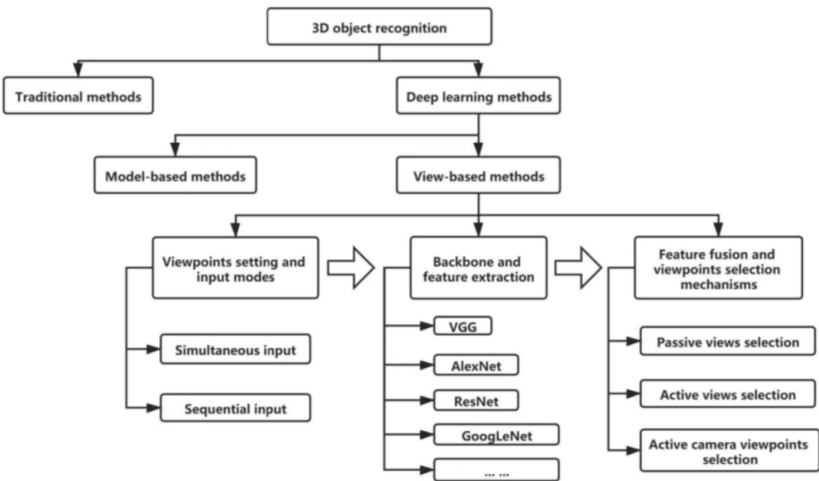 3D object recognition
Traditional methods
Deep learning methods
Model-based methods
View-based methods
Viewpoints setting and
input modes
Backbone and
feature extraction
Feature fusion and
viewpoints selection
mechanisms
Simultaneous input
Sequential input
VGG
AlexNet
ResNet
GoogLeNet
... ...
Passive views selection
Active views selection
Active camera viewpoints
selection